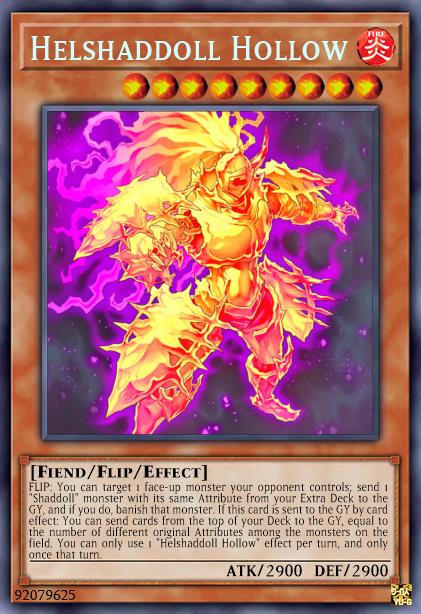 HELSHADDOLL HOLLOW
FIRE
炎
[FIEND/FLIP/EFFECT]
FLIP: You can target 1 face-up monster your opponent controls; send 1
"Shaddoll" monster with its same Attribute from your Extra Deck to the
GY, and if you do, banish that monster. If this card is sent to the GY by card
effect: You can send cards from the top of your Deck to the GY, equal to
the number of different original Attributes among the monsters on the
field. You can only use 1 "Helshaddoll Hollow" effect per turn, and only
once that turn.
ATK/2900 DEF/2900
92079625